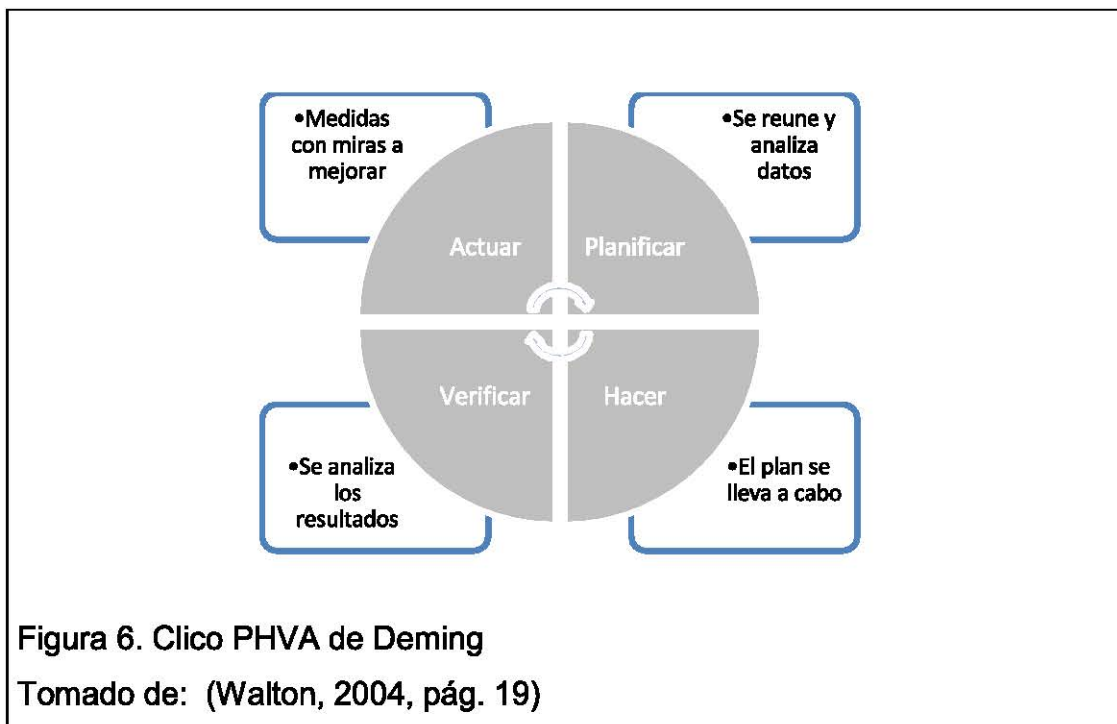 •Medidas
con miras a
mejorar
•Se reune y
analiza
datos
Actuar
Planificar
Verificar
Hacer
•Se analiza
los
resultados
•El plan se
lleva a cabo
Figura 6. Clico PHVA de Deming
Tomado de: (Walton, 2004, pág. 19)